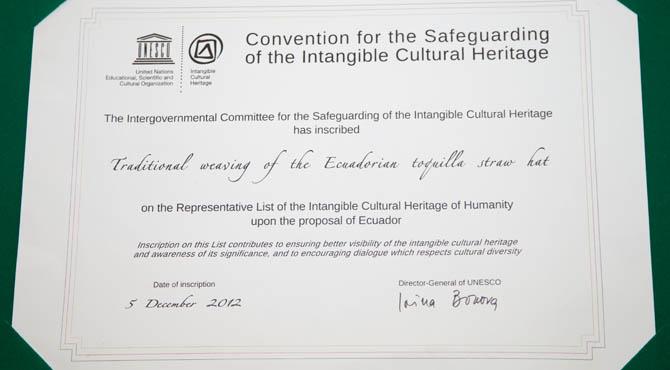 Convention for the Safeguarding
of the Intangible Cultural Heritage
UNESCO
United Nations
Educational, Scientific and
Cultural Organization
Intangible
Cultural
Heritage
The Intergovernmental Committee for the Safeguarding of the Intangible Cultural Heritage
has inscribed
Traditional weaving of the Ecuadorian toquilla straw hat
on the Representative List of the Intangible Cultural Heritage of Humanity
upon the proposal of Ecuador
Inscription on this List contributes to ensuring better visibility of the intangible cultural heritage
and awareness of its significance, and to encouraging dialogue which respects cultural diversity
Date of inscription
5 December 2012
Director-General of UNESCO
Irina Bokova